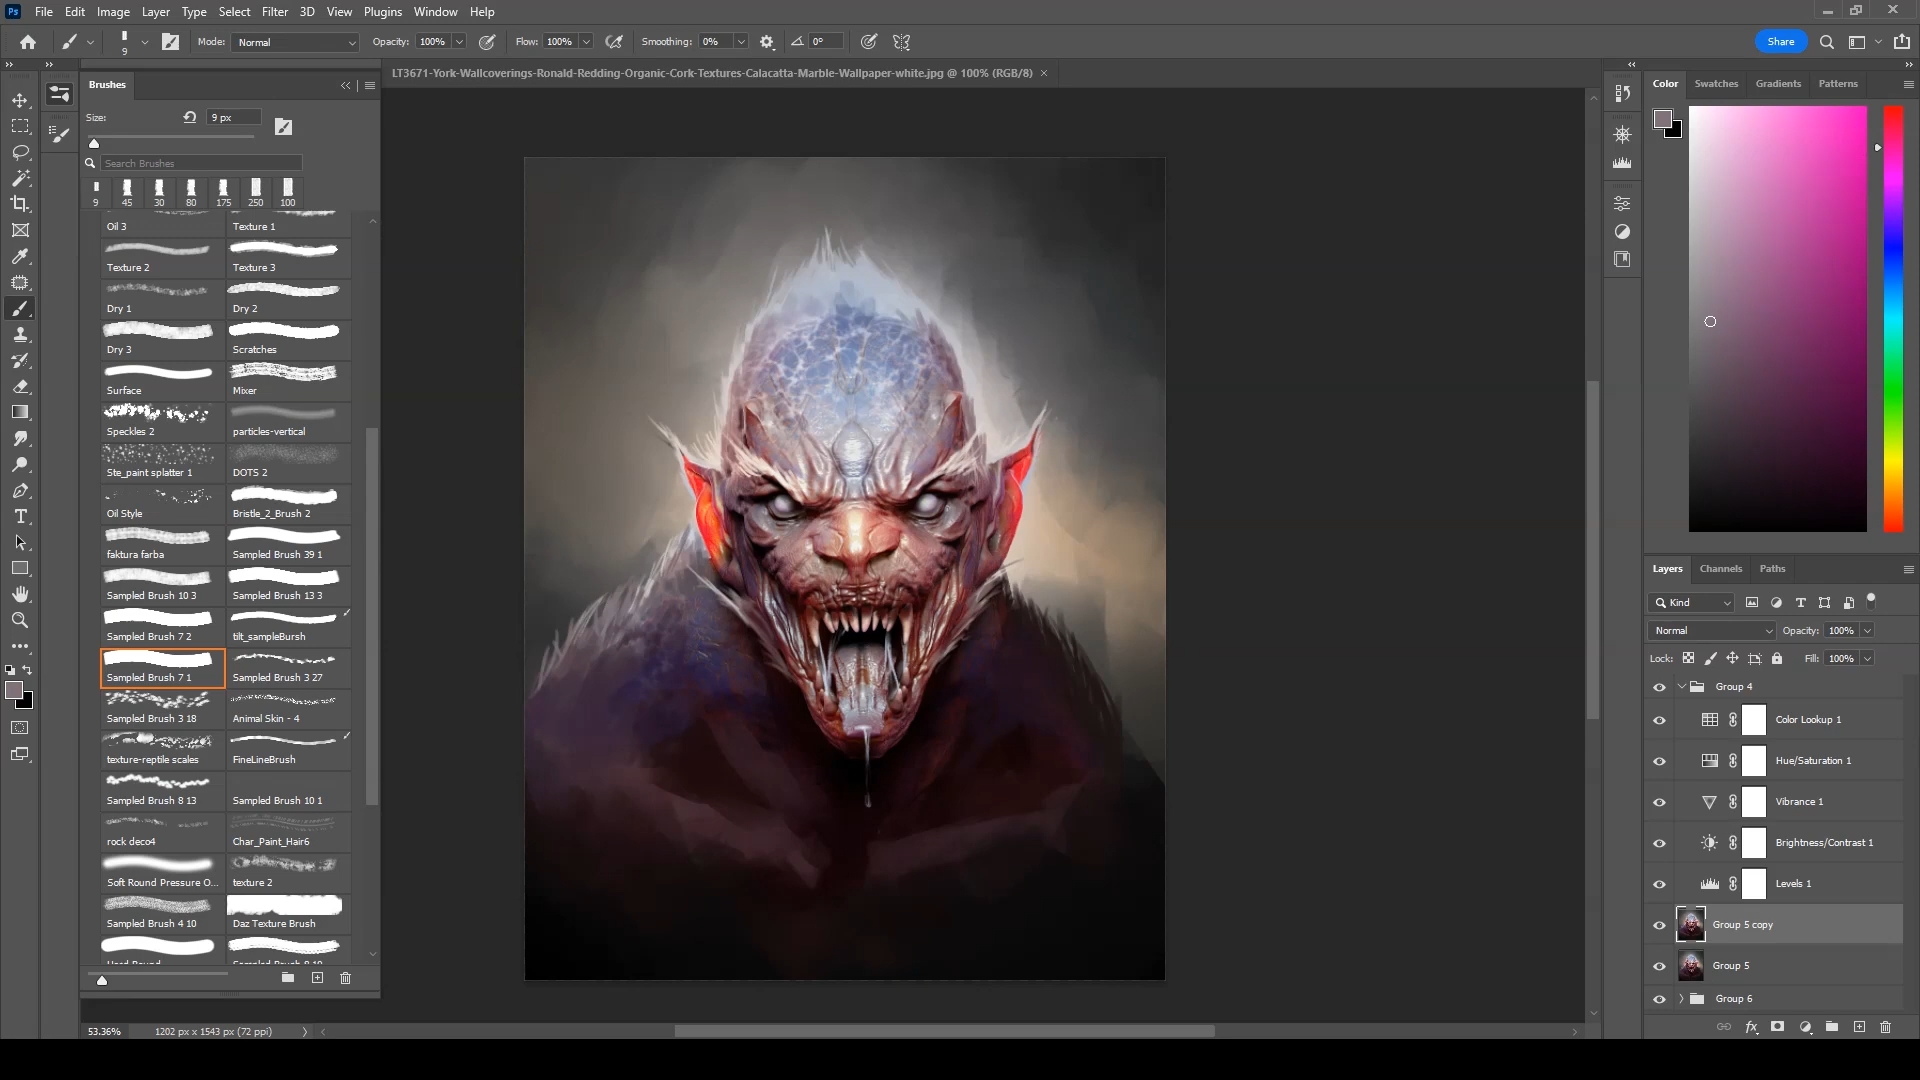 Ps File Edit Image Layer Type Select Filter 3D View Plugins Window Help
9 Mode: Normal Opacity: 100% Flow: 100% Smoothing: 0% 0° Share
LT3671-York-Wallcoverings-Ronald-Redding-Organic-Cork-Textures-Calacatta-Marble-Wallpaper-white.jpg @ 100% (RGB/8)
Brushes
Size: 9 px
Search Brushes
9 45 30 80 175 250 100
Oil 3 Texture 1
Texture 2 Texture 3
Dry 1 Dry 2
Dry 3 Scratches
Surface Mixer
Speckles 2 particles-vertical
Ste_paint splatter 1 DOTS 2
Oil Style Bristle_2_Brush 2
faktura farba Sampled Brush 39 1
Sampled Brush 10 3 Sampled Brush 13 3
Sampled Brush 7 2 tilt_sampleBursh
Sampled Brush 7 1 Sampled Brush 3 27
Sampled Brush 3 18 Animal Skin - 4
texture-reptile scales FineLineBrush
Sampled Brush 8 13 Sampled Brush 10 1
rock deco4 Char_Paint_Hair6
Soft Round Pressure O... texture 2
Sampled Brush 4 10 Daz Texture Brush
53.36% 1202 px x 1543 px (72 ppi)
Color Swatches Gradients Patterns
Layers Channels Paths
Kind
Normal Opacity: 100%
Lock: Fill: 100%
Group 4
Color Lookup 1
Hue/Saturation 1
Vibrance 1
Brightness/Contrast 1
Levels 1
Group 5 copy
Group 5
Group 6
fx